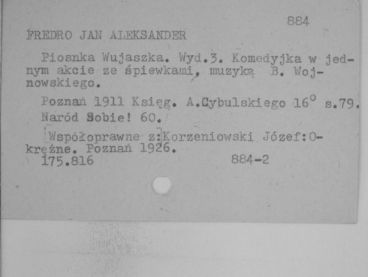 884
FREDRO JAN ALEKSANDER
Piosnka Wujaszka. Wyd.3. Komedyjka w jed-
nym akcie ze śpiewkami, muzyką B. Woj-
nowskiego.
Poznań 1911 Księg. A.Cybulskiego 16° s.79.
Naród Sobie! 60.
/Współoprawne z:Korzeniowski Józef:O-
krężne. Poznań 1926.
175.816 884-2